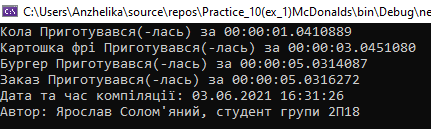 C:\Users\Anzhelika\source\repos\Practice_10(ex_1)McDonalds\bin\Debug\ne
Кола Приготувався(-лась) за 00:00:01.0410889
Картошка фрі Приготувався(-лась) за 00:00:03.0451080
Бургер Приготувався(-лась) за 00:00:05.0314087
Заказ Приготувався(-лась) за 00:00:05.0316272
Дата та час компіляції: 03.06.2021 16:31:26
Автор: Ярослав Солом'яний, студент групи 2П18